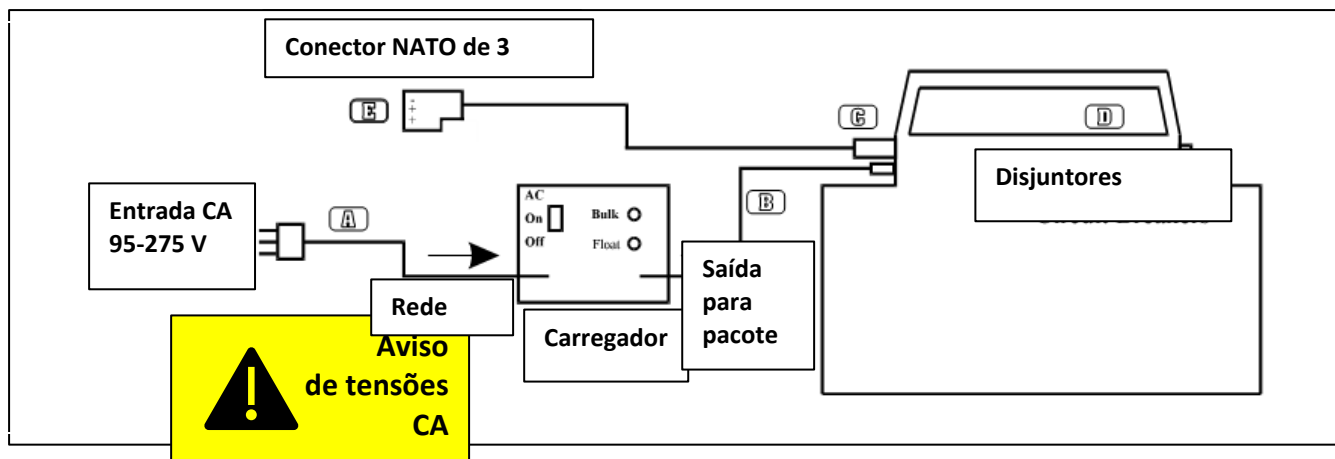 Conector NATO de 3
E
-
+
+
C
D
Disjuntores
Entrada CA
95-275 V
A
AC
On
Off
Bulk
Float
B
Saída
para
pacote
Rede
Carregador
Aviso
de tensões
CA